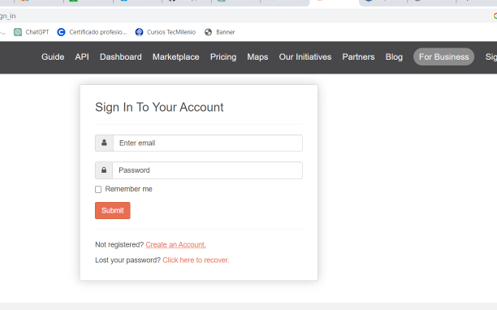 gn_in
ChatGPT Certificado profesio... Cursos TecMilenio Banner
Guide API Dashboard Marketplace Pricing Maps Our Initiatives Partners Blog For Business Sig
Sign In To Your Account
Enter email
Password
Remember me
Submit
Not registered? Create an Account.
Lost your password? Click here to recover.